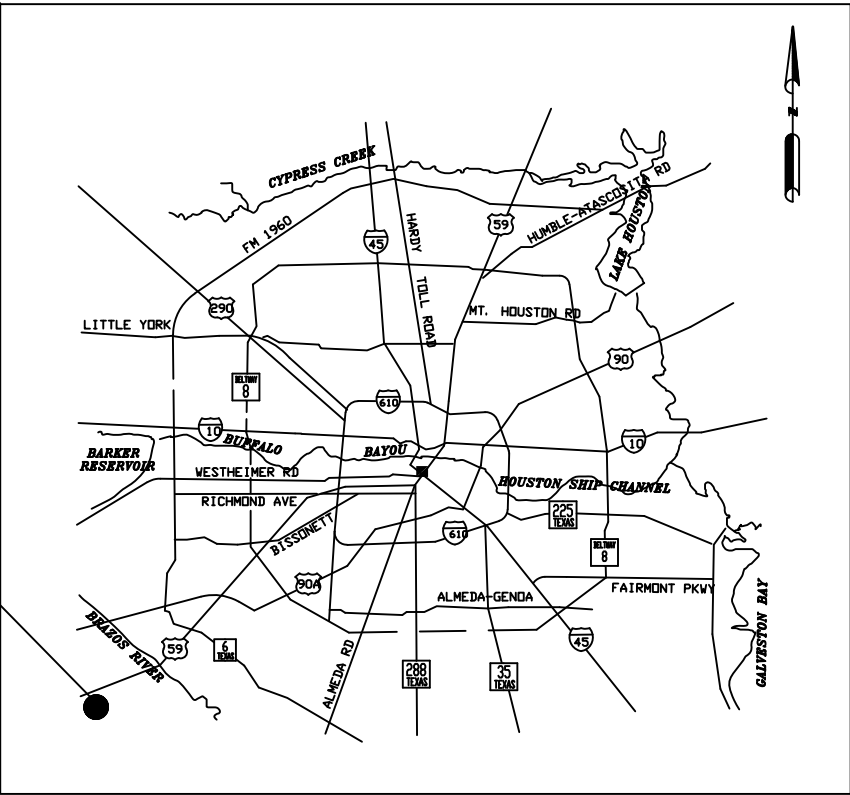 N
CYPRESS CREEK
HUMBLE-ATASCOSITA RD
FM 1960
45
HARDY
TOLL ROAD
59
LAKE HOUSTON
290
MT. HOUSTON RD
LITTLE YORK
90
BELTWAY
8
610
10
BUFFALO
BAYOU
10
BARKER
RESERVOIR
WESTHEIMER RD
HOUSTON SHIP CHANNEL
RICHMOND AVE
225
TEXAS
BISSONETT
610
BELTWAY
8
90A
ALMEDA-GENOA
FAIRMONT PKWY
BRAZOS RIVER
59
6
TEXAS
45
GALVESTON BAY
ALMEDA RD
288
TEXAS
35
TEXAS